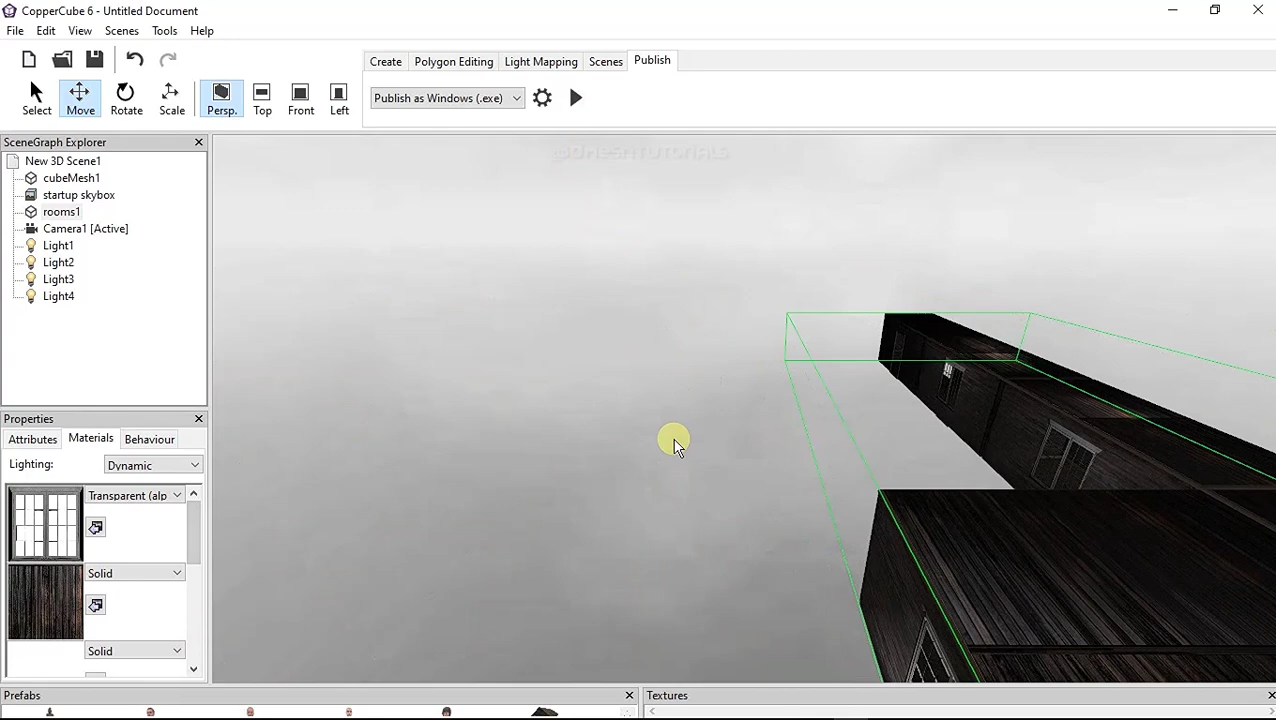 CopperCube 6 - Untitled Document
File Edit View Scenes Tools Help
Create Polygon Editing Light Mapping Scenes Publish
Select Move Rotate Scale Persp. Top Front Left
Publish as Windows (.exe)
SceneGraph Explorer
New 3D Scene1
cubeMesh1
startup skybox
rooms1
Camera1 [Active]
Light1
Light2
Light3
Light4
@DMESHTUTORIALS
Properties
Attributes Materials Behaviour
Lighting: Dynamic
Transparent (alp
Solid
Solid
Prefabs
Textures